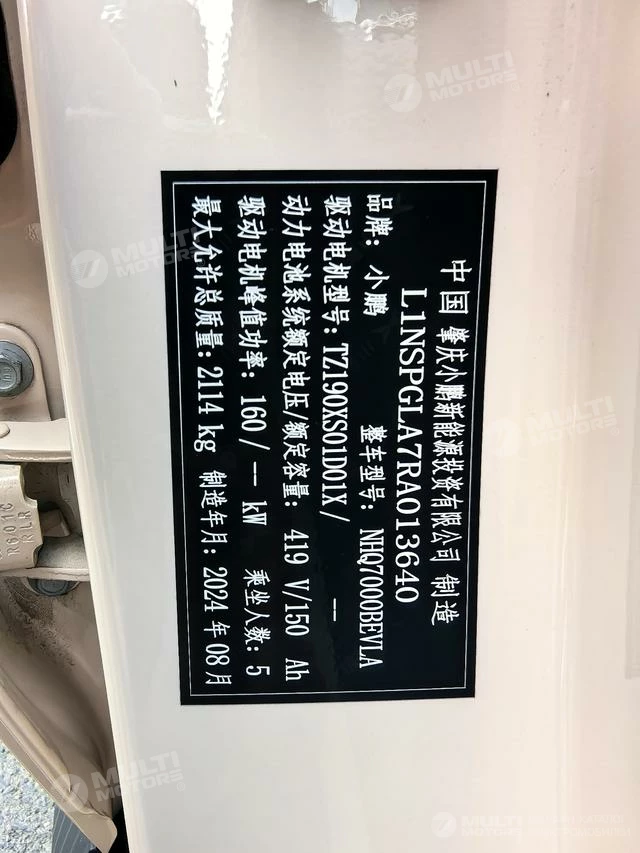 中国 肇庆小鹏新能源投资有限公司 制造
L1NSPGLA7RA013640
品牌: 小鹏 整车型号: NHQ7000BEVLA
驱动电机型号: TZ190XS01D01X/ --
动力电池系统额定电压/额定容量: 419 V/150 Ah
驱动电机峰值功率: 160/ -- kW 乘坐人数: 5
最大允许总质量: 2114 kg 制造年月: 2024 年 08 月
MULTI
MOTORS
MULTI
MOTORS
MULTI
MOTORS
MULTI
MOTORS
MULTI
MOTORS